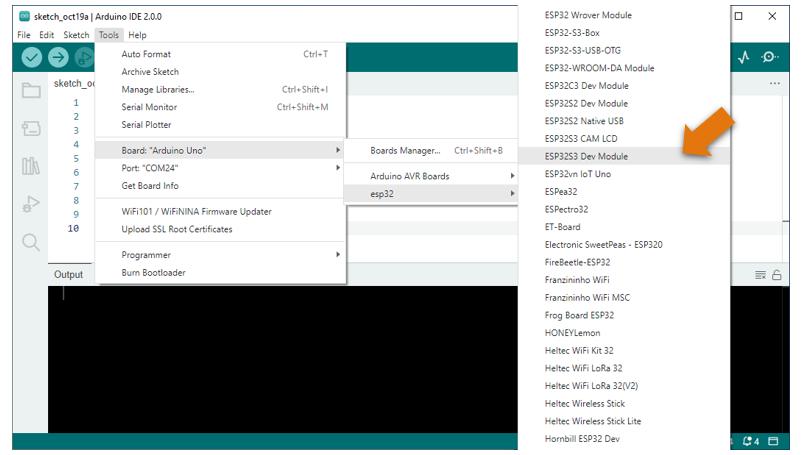 sketch_oct19a | Arduino IDE 2.0.0
File Edit Sketch Tools Help
sketch_oc
1
2
3
4
5
6
7
8
9
10
Output
Auto Format Ctrl+T
Archive Sketch
Manage Libraries... Ctrl+Shift+I
Serial Monitor Ctrl+Shift+M
Serial Plotter
Board: "Arduino Uno"
Port: "COM24"
Get Board Info
WiFi101 / WiFiNINA Firmware Updater
Upload SSL Root Certificates
Programmer
Burn Bootloader
Boards Manager... Ctrl+Shift+B
Arduino AVR Boards
esp32
ESP32 Wrover Module
ESP32-S3-Box
ESP32-S3-USB-OTG
ESP32-WROOM-DA Module
ESP32C3 Dev Module
ESP32S2 Dev Module
ESP32S2 Native USB
ESP32S3 CAM LCD
ESP32S3 Dev Module
ESP32vn IoT Uno
ESPea32
ESPectro32
ET-Board
Electronic SweetPeas - ESP320
FireBeetle-ESP32
Franzininho WiFi
Franzininho WiFi MSC
Frog Board ESP32
HONEYLemon
Heltec WiFi Kit 32
Heltec WiFi LoRa 32
Heltec WiFi LoRa 32(V2)
Heltec Wireless Stick
Heltec Wireless Stick Lite
Hornbill ESP32 Dev
4